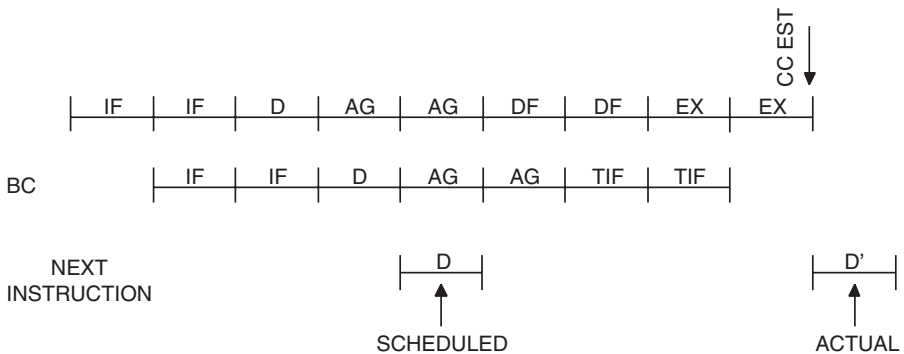 CC EST
IF IF D AG AG DF DF EX EX
BC
IF IF D AG AG TIF TIF
NEXT
INSTRUCTION
D
D'
SCHEDULED
ACTUAL